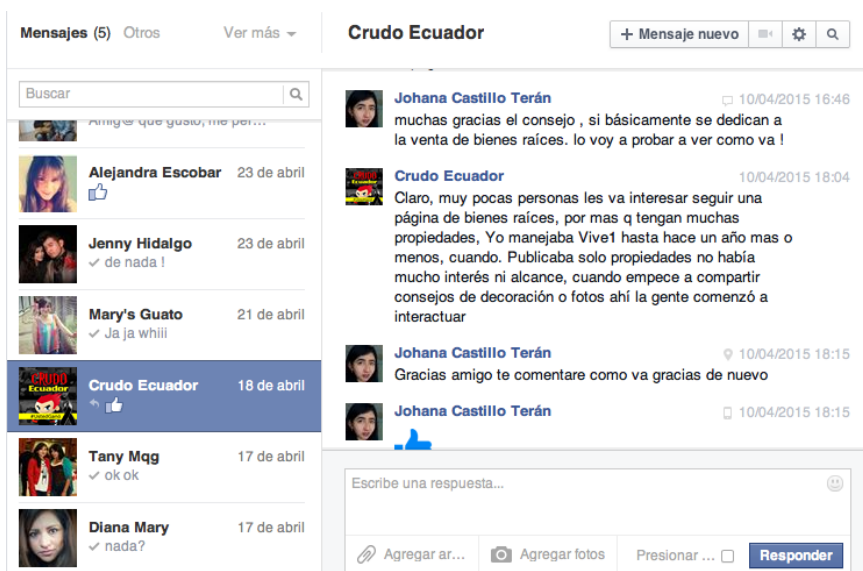 Mensajes (5) Otros Ver más
Buscar
Amig@ que gusto, me per...
Alejandra Escobar 23 de abril
Jenny Hidalgo 23 de abril
de nada !
Mary's Guato 21 de abril
Ja ja whiii
CRUDO
Ecuador
Crudo Ecuador 18 de abril
Tany Mqg 17 de abril
ok ok
Diana Mary 17 de abril
nada?
Crudo Ecuador
+ Mensaje nuevo
Johana Castillo Terán 10/04/2015 16:46
muchas gracias el consejo , si básicamente se dedican a
la venta de bienes raíces. lo voy a probar a ver como va !
Crudo Ecuador 10/04/2015 18:04
Claro, muy pocas personas les va interesar seguir una
página de bienes raíces, por mas q tengan muchas
propiedades, Yo manejaba Vive1 hasta hace un año mas o
menos, cuando. Publicaba solo propiedades no había
mucho interés ni alcance, cuando empece a compartir
consejos de decoración o fotos ahí la gente comenzó a
interactuar
Johana Castillo Terán 10/04/2015 18:15
Gracias amigo te comentare como va gracias de nuevo
Johana Castillo Terán 10/04/2015 18:15
Escribe una respuesta...
Agregar ar... Agregar fotos Presionar ... Responder